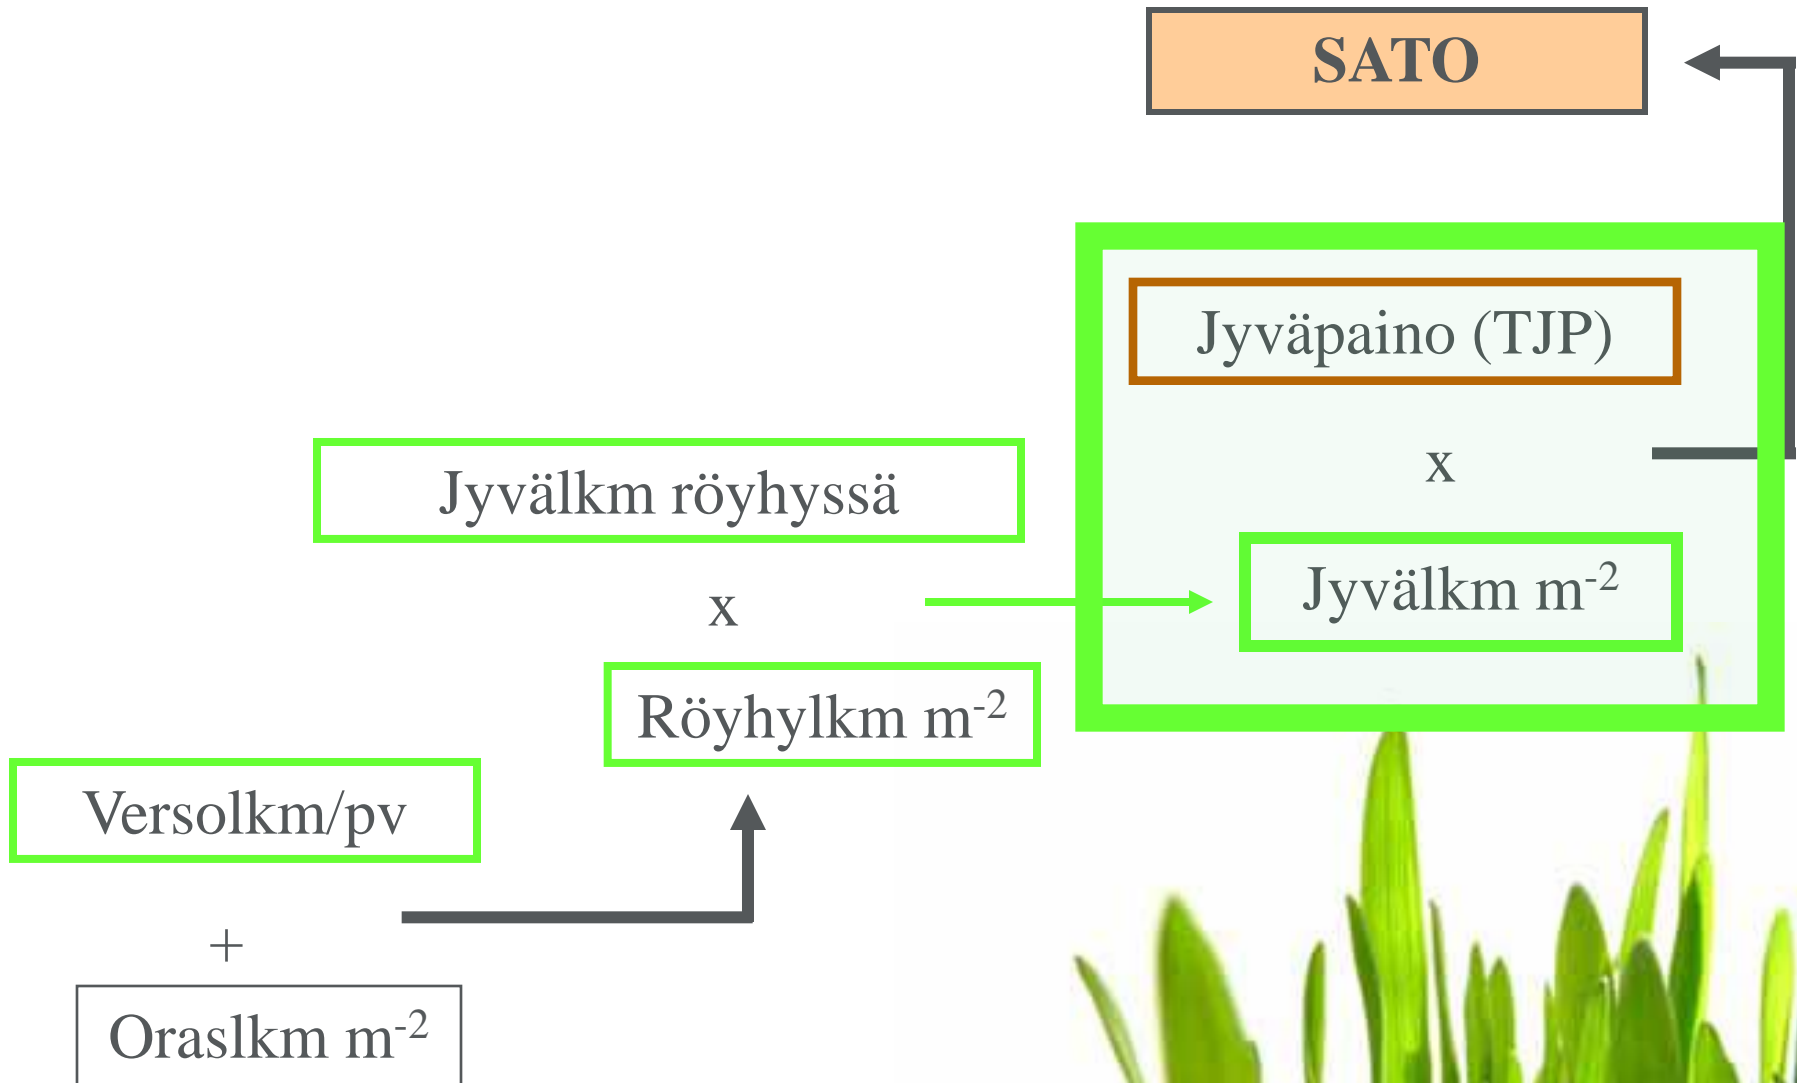 SATO
Jyväpaino (TJP)
x
Jyvälkm m⁻²
Jyvälkm röyhyssä
x
Röyhylkm m⁻²
Versolkm/pv
+
Oraslkm m⁻²